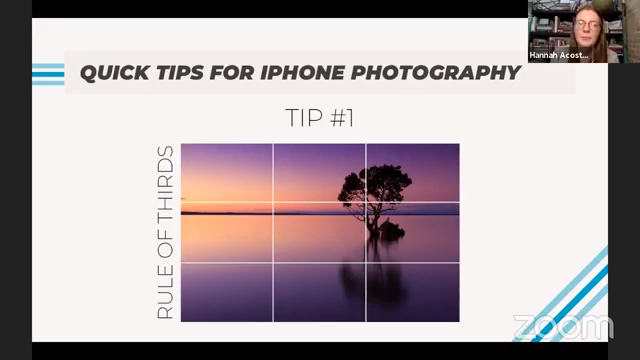 Hannah Acost...
QUICK TIPS FOR IPHONE PHOTOGRAPHY
TIP #1
RULE OF THIRDS
zoom